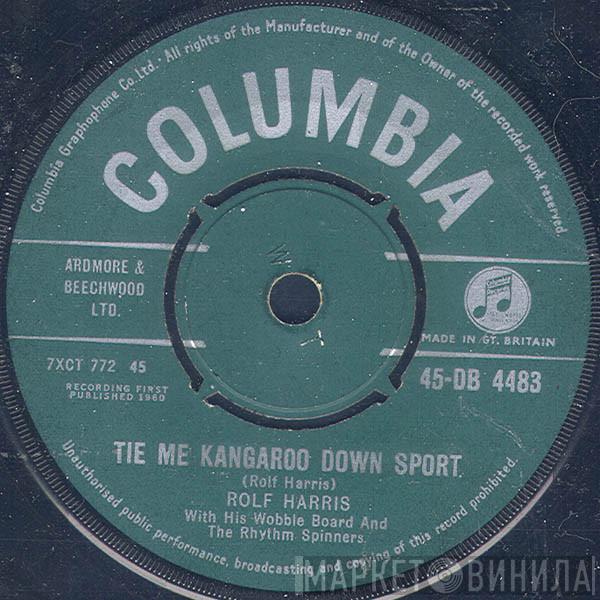 Columbia Graphophone Co. Ltd. · All rights of the Manufacturer and of the Owner of the recorded work reserved.
COLUMBIA
ARDMORE &
BEECHWOOD
LTD.
7XCT 772 45
RECORDING FIRST
PUBLISHED 1960
MADE IN GT. BRITAIN
45-DB 4483
TIE ME KANGAROO DOWN SPORT
(Rolf Harris)
ROLF HARRIS
With His Wobble Board And
The Rhythm Spinners.
Unauthorised public performance, broadcasting and copying of this record prohibited.
МАРКЕТ ВИНИЛА